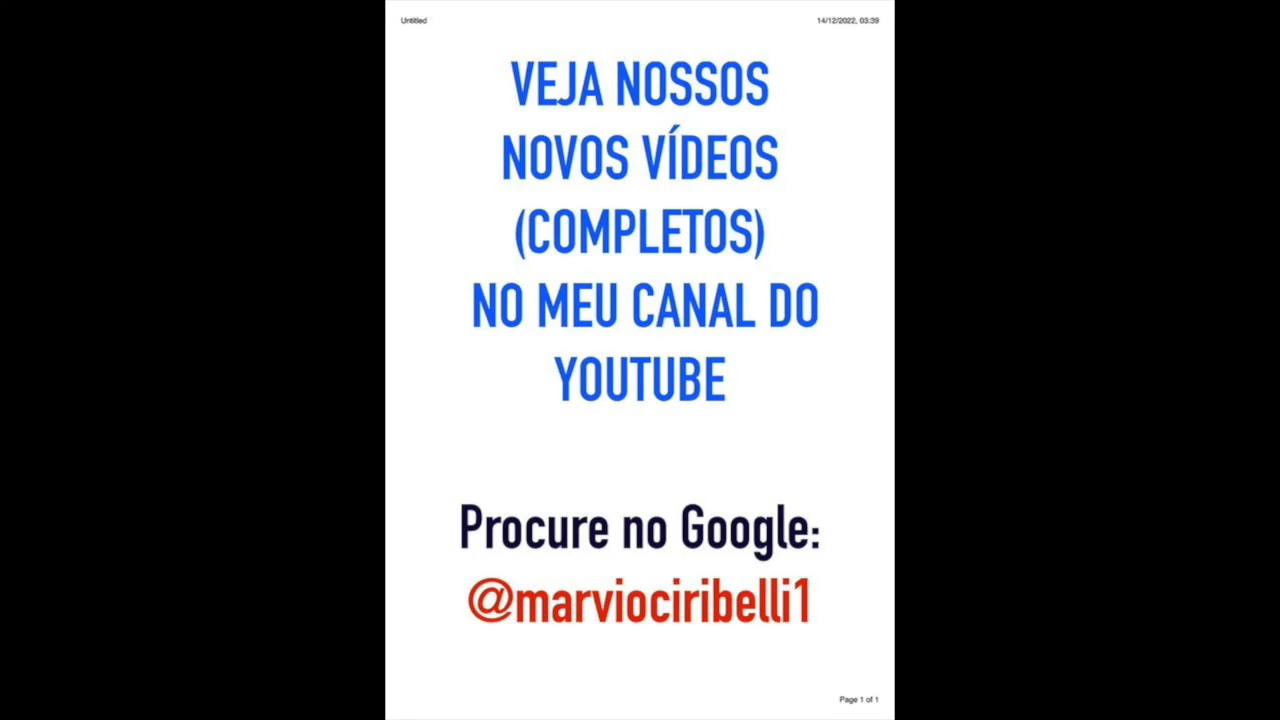 Untitled
14/12/2022, 03:39
VEJA NOSSOS
NOVOS VÍDEOS
(COMPLETOS)
NO MEU CANAL DO
YOUTUBE
Procure no Google:
@marviociribelli1
Page 1 of 1